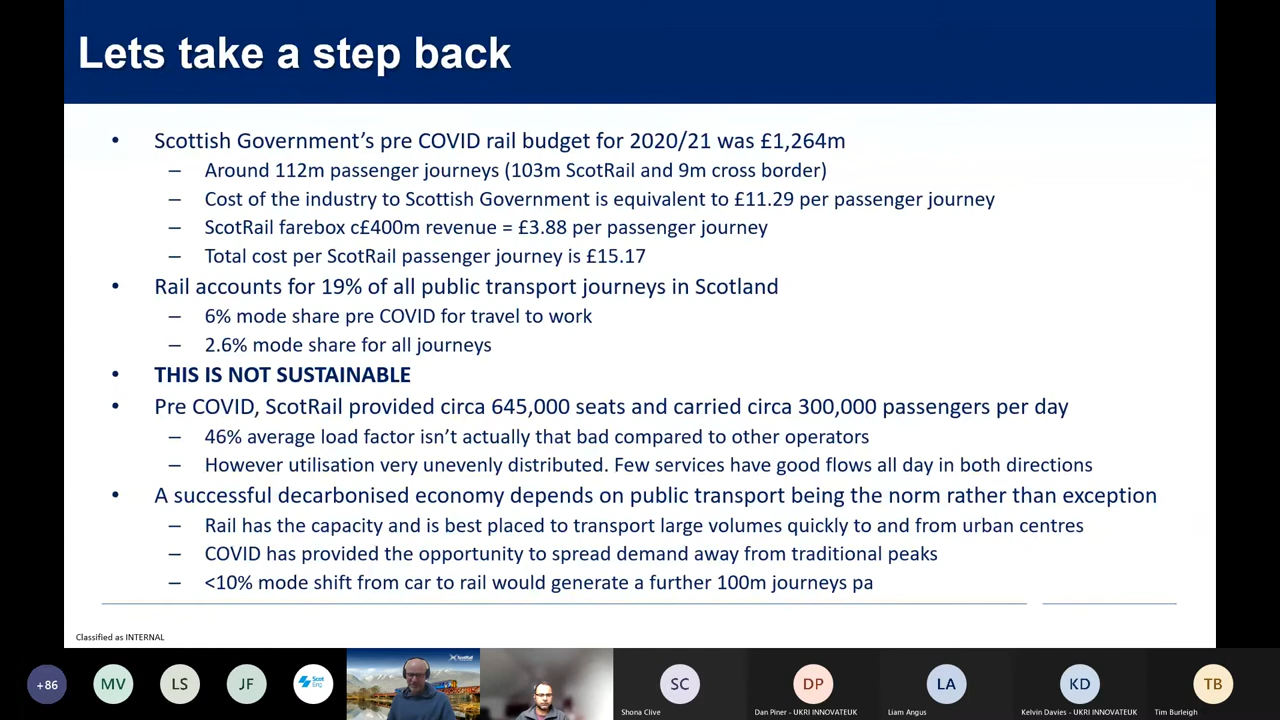 Lets take a step back
• Scottish Government's pre COVID rail budget for 2020/21 was £1,264m
– Around 112m passenger journeys (103m ScotRail and 9m cross border)
– Cost of the industry to Scottish Government is equivalent to £11.29 per passenger journey
– ScotRail farebox c£400m revenue = £3.88 per passenger journey
– Total cost per ScotRail passenger journey is £15.17
• Rail accounts for 19% of all public transport journeys in Scotland
– 6% mode share pre COVID for travel to work
– 2.6% mode share for all journeys
• THIS IS NOT SUSTAINABLE
• Pre COVID, ScotRail provided circa 645,000 seats and carried circa 300,000 passengers per day
– 46% average load factor isn't actually that bad compared to other operators
– However utilisation very unevenly distributed. Few services have good flows all day in both directions
• A successful decarbonised economy depends on public transport being the norm rather than exception
– Rail has the capacity and is best placed to transport large volumes quickly to and from urban centres
– COVID has provided the opportunity to spread demand away from traditional peaks
– <10% mode shift from car to rail would generate a further 100m journeys pa
Classified as INTERNAL
+86
MV
LS
JF
Scot
Eng
ScotRail
SC
DP
LA
KD
TB
Shona Clive
Dan Piner - UKRI INNOVATEUK
Liam Angus
Kelvin Davies - UKRI INNOVATEUK
Tim Burleigh